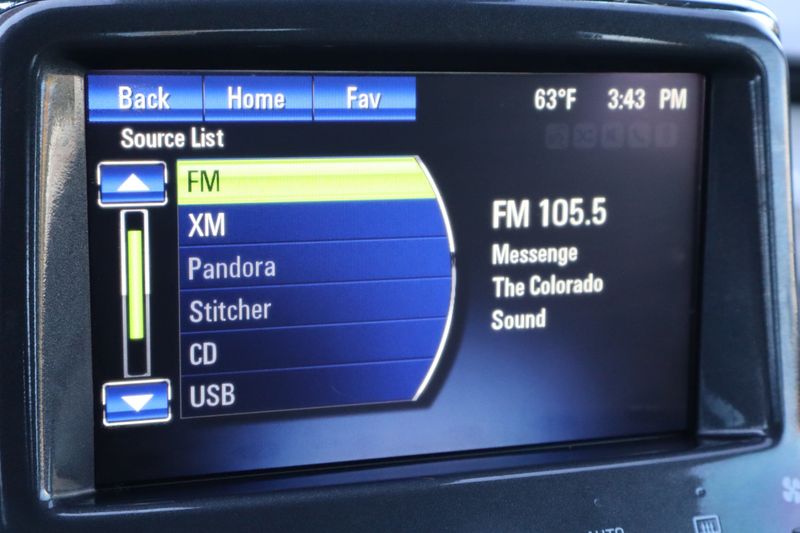 Back Home Fav 63°F 3:43 PM
Source List
FM
XM
Pandora
Stitcher
CD
USB
FM 105.5
Messenge
The Colorado
Sound
AUTO